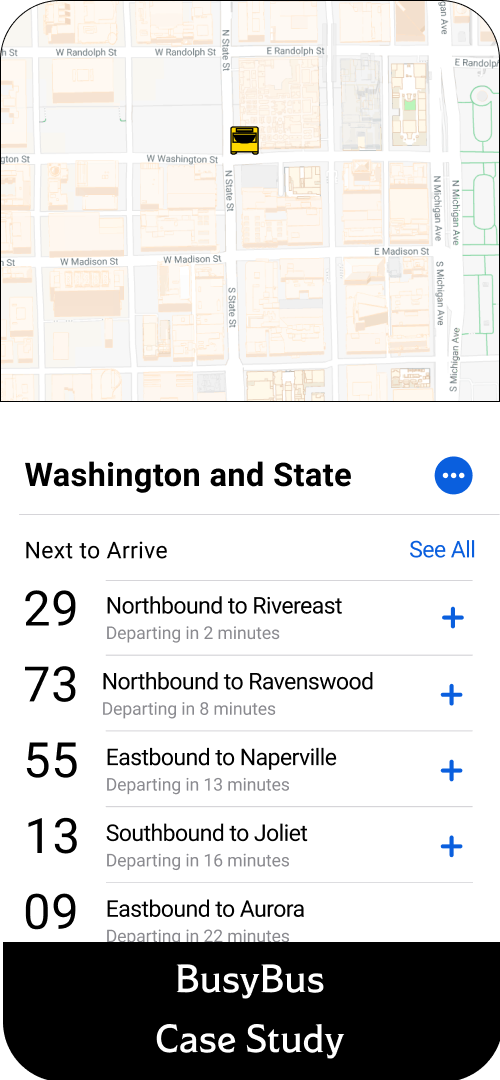 gan Ave
N State St
h St
W Randolph St
W Randolph St
E Randolph St
E Randolp
gton St
W Washington St
N State St
N Michigan Ave
N Michigan Ave
h St
W Madison St
W Madison St
E Madison St
S State St
S Michigan Ave
S Michigan Ave
Washington and State
Next to Arrive
See All
29
Northbound to Rivereast
Departing in 2 minutes
73
Northbound to Ravenswood
Departing in 8 minutes
55
Eastbound to Naperville
Departing in 13 minutes
13
Southbound to Joliet
Departing in 16 minutes
09
Eastbound to Aurora
Departing in 22 minutes
BusyBus
Case Study